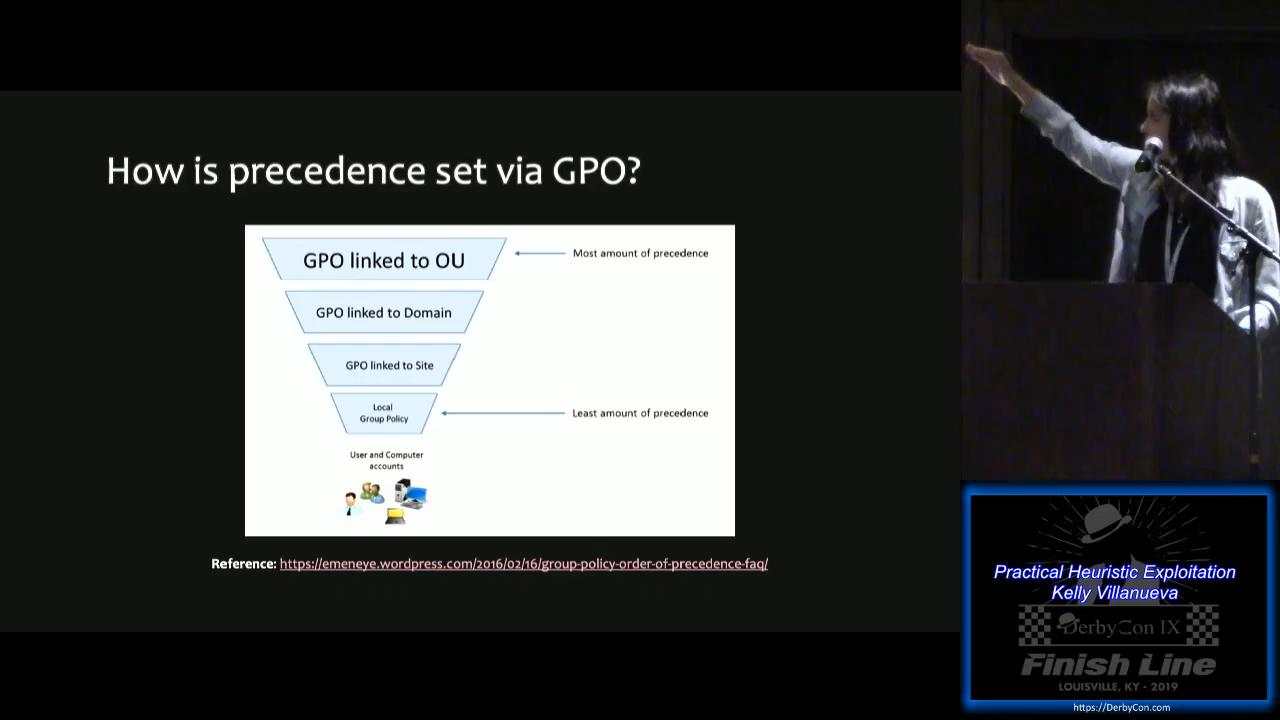 How is precedence set via GPO?
GPO linked to OU
Most amount of precedence
GPO linked to Domain
GPO linked to Site
Local
Group Policy
Least amount of precedence
User and Computer
accounts
Reference: https://emeneye.wordpress.com/2016/02/16/group-policy-order-of-precedence-faq/
Practical Heuristic Exploitation
Kelly Villanueva
DerbyCon IX
Finish Line
LOUISVILLE, KY - 2019
https://DerbyCon.com